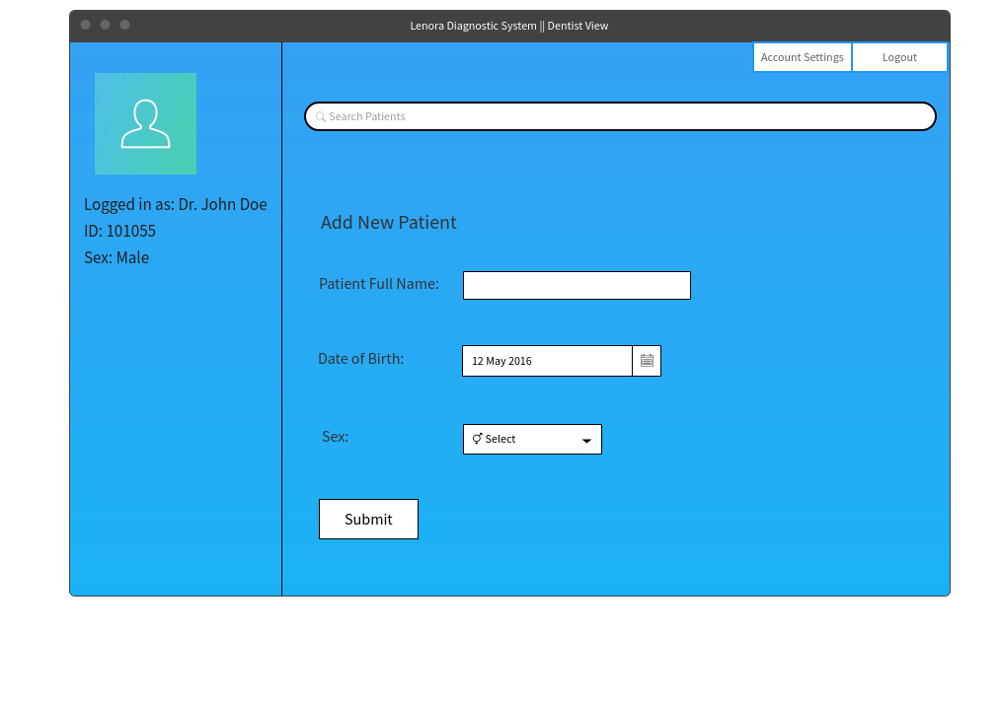 Lenora Diagnostic System || Dentist View
Account Settings
Logout
Search Patients
Logged in as: Dr. John Doe
ID: 101055
Sex: Male
Add New Patient
Patient Full Name:
Date of Birth:
12 May 2016
Sex:
⚥ Select
Submit